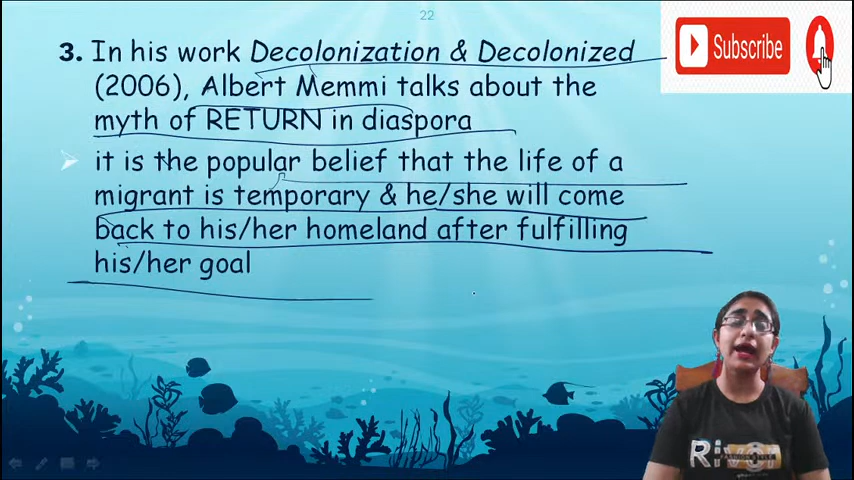 22
3. In his work Decolonization & Decolonized
(2006), Albert Memmi talks about the
myth of RETURN in diaspora
it is the popular belief that the life of a
migrant is temporary & he/she will come
back to his/her homeland after fulfilling
his/her goal
Subscribe
River